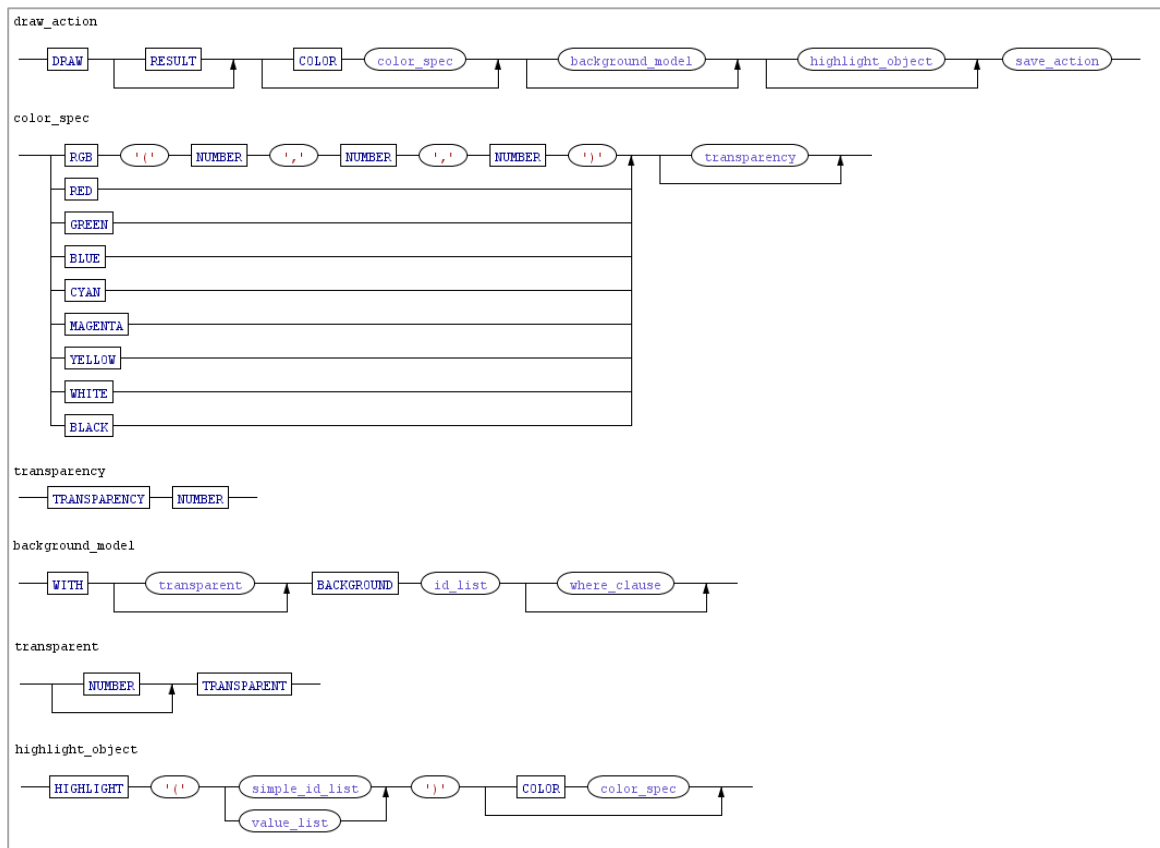 draw_action
DRAW RESULT COLOR color_spec background_model highlight_object save_action
color_spec
RGB '(' NUMBER ',' NUMBER ',' NUMBER ')' transparency
RED
GREEN
BLUE
CYAN
MAGENTA
YELLOW
WHITE
BLACK
transparency
TRANSPARENCY NUMBER
background_model
WITH transparent BACKGROUND id_list where_clause
transparent
NUMBER TRANSPARENT
highlight_object
HIGHLIGHT '(' simple_id_list ')' COLOR color_spec
value_list